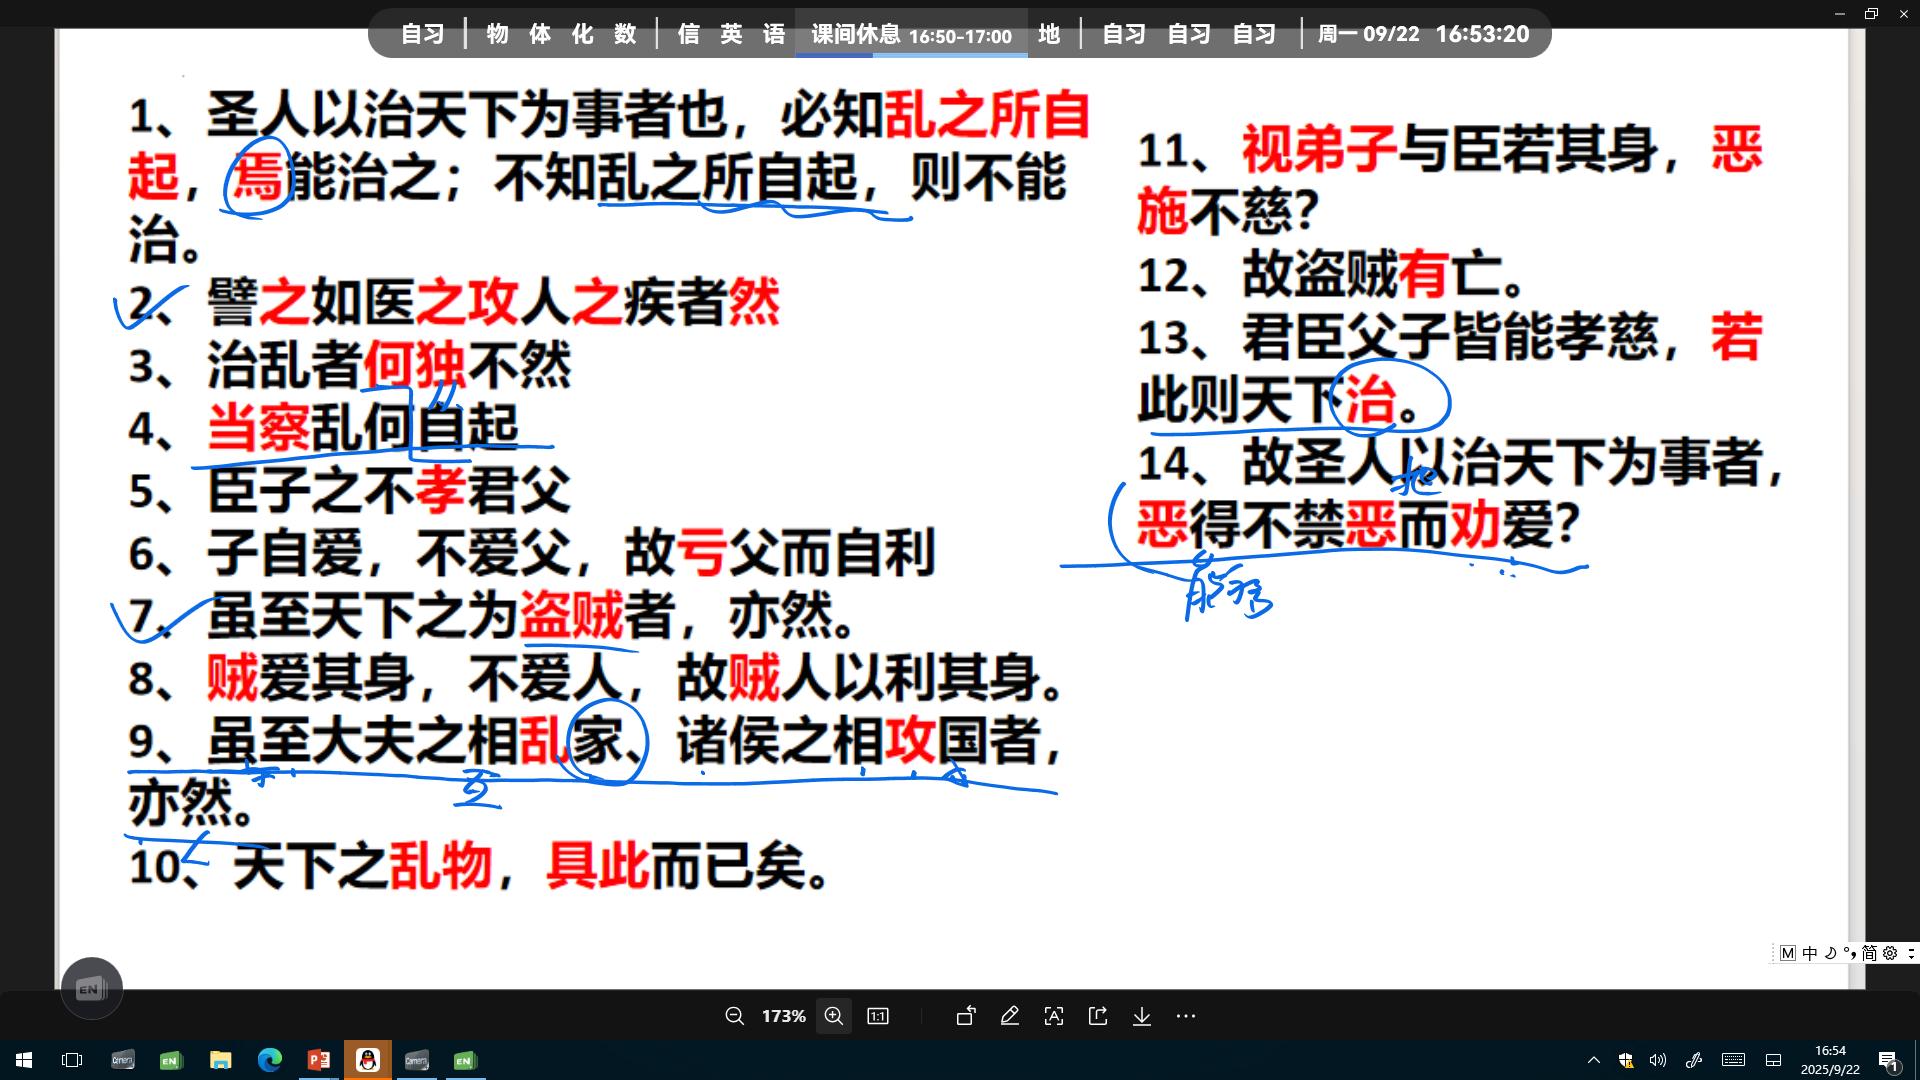 自习 | 物 体 化 数 | 信 英 语 课间休息 16:50-17:00 地 | 自习 自习 自习 | 周一 09/22 16:53:20
1、圣人以治天下为事者也，必知乱之所自
起，焉能治之；不知乱之所自起，则不能
治。
2、譬之如医之攻人之疾者然
3、治乱者何独不然
4、当察乱何自起
5、臣子之不孝君父
6、子自爱，不爱父，故亏父而自利
7、虽至天下之为盗贼者，亦然。
8、贼爱其身，不爱人，故贼人以利其身。
9、虽至大夫之相乱家、诸侯之相攻国者，
亦然。
10、天下之乱物，具此而已矣。
11、视弟子与臣若其身，恶
施不慈？
12、故盗贼有亡。
13、君臣父子皆能孝慈，若
此则天下治。
14、故圣人以治天下为事者，
恶得不禁恶而劝爱？
EN
M 中 简
173%
1:1
Camera
EN
Camera
EN
16:54
2025/9/22
1